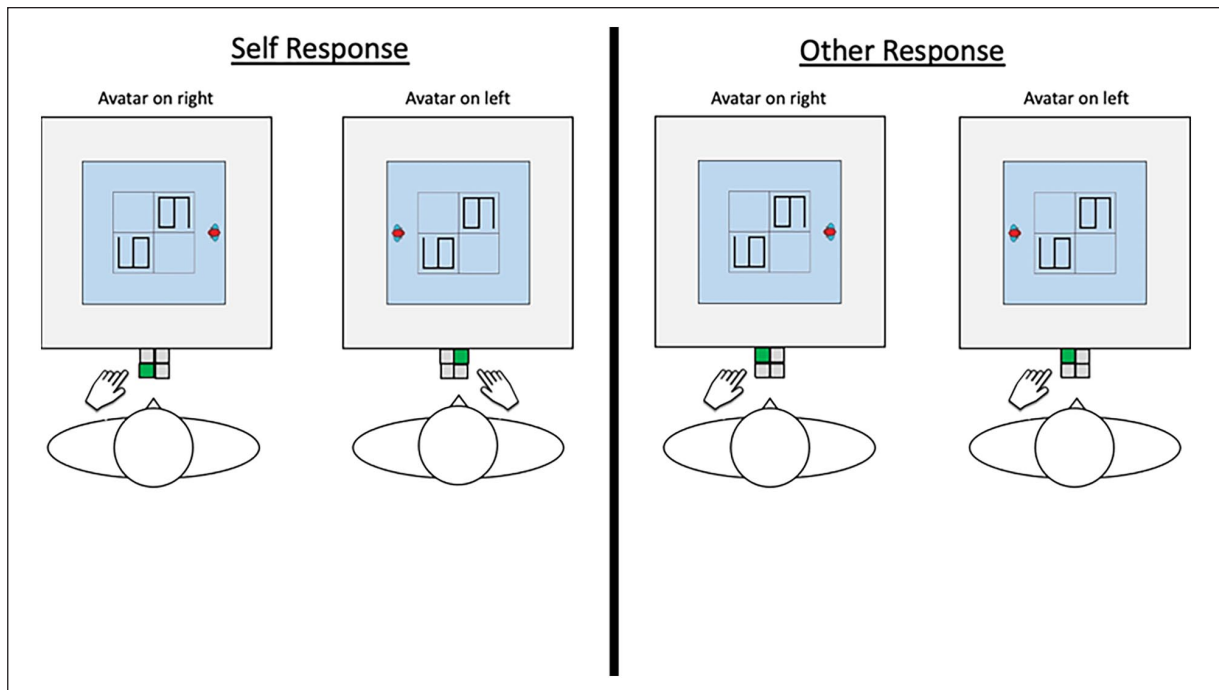 Self Response
Other Response
Avatar on right
Avatar on left
Avatar on right
Avatar on left